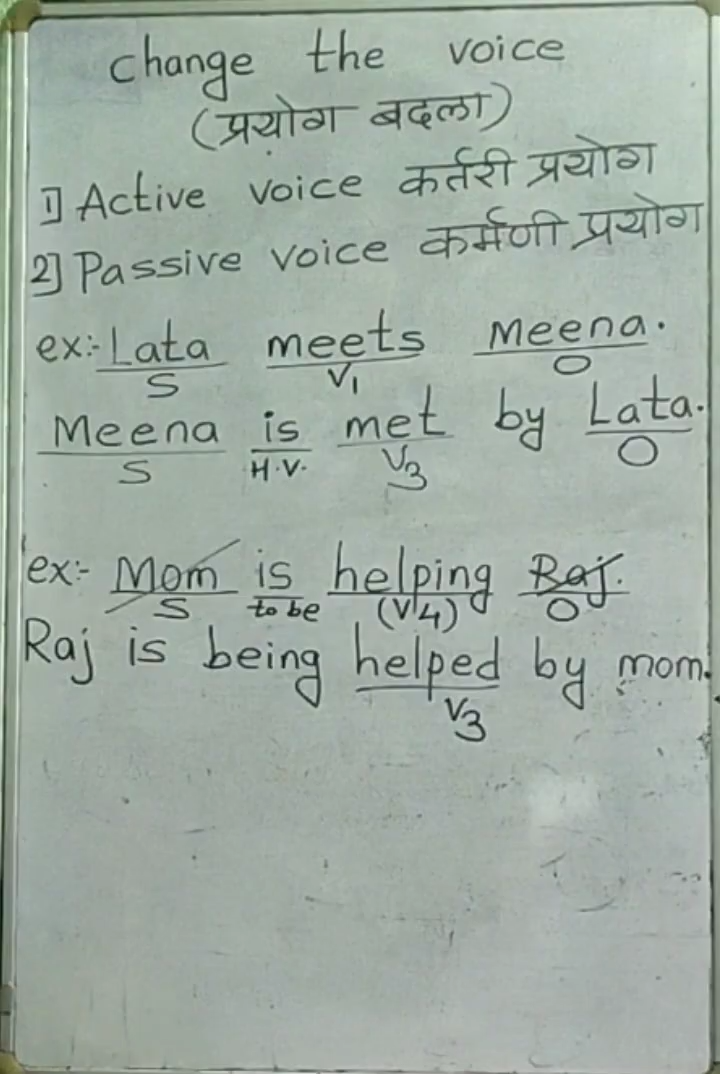 change the voice
(प्रयोग बदला)
1] Active voice कर्तरी प्रयोग
2] Passive voice कर्मणी प्रयोग
ex:- Lata meets Meena.
S V1 O
Meena is met by Lata.
S H.V. V3 O
ex:- Mom is helping Raj.
S to be (V4) O
Raj is being helped by mom.
V3